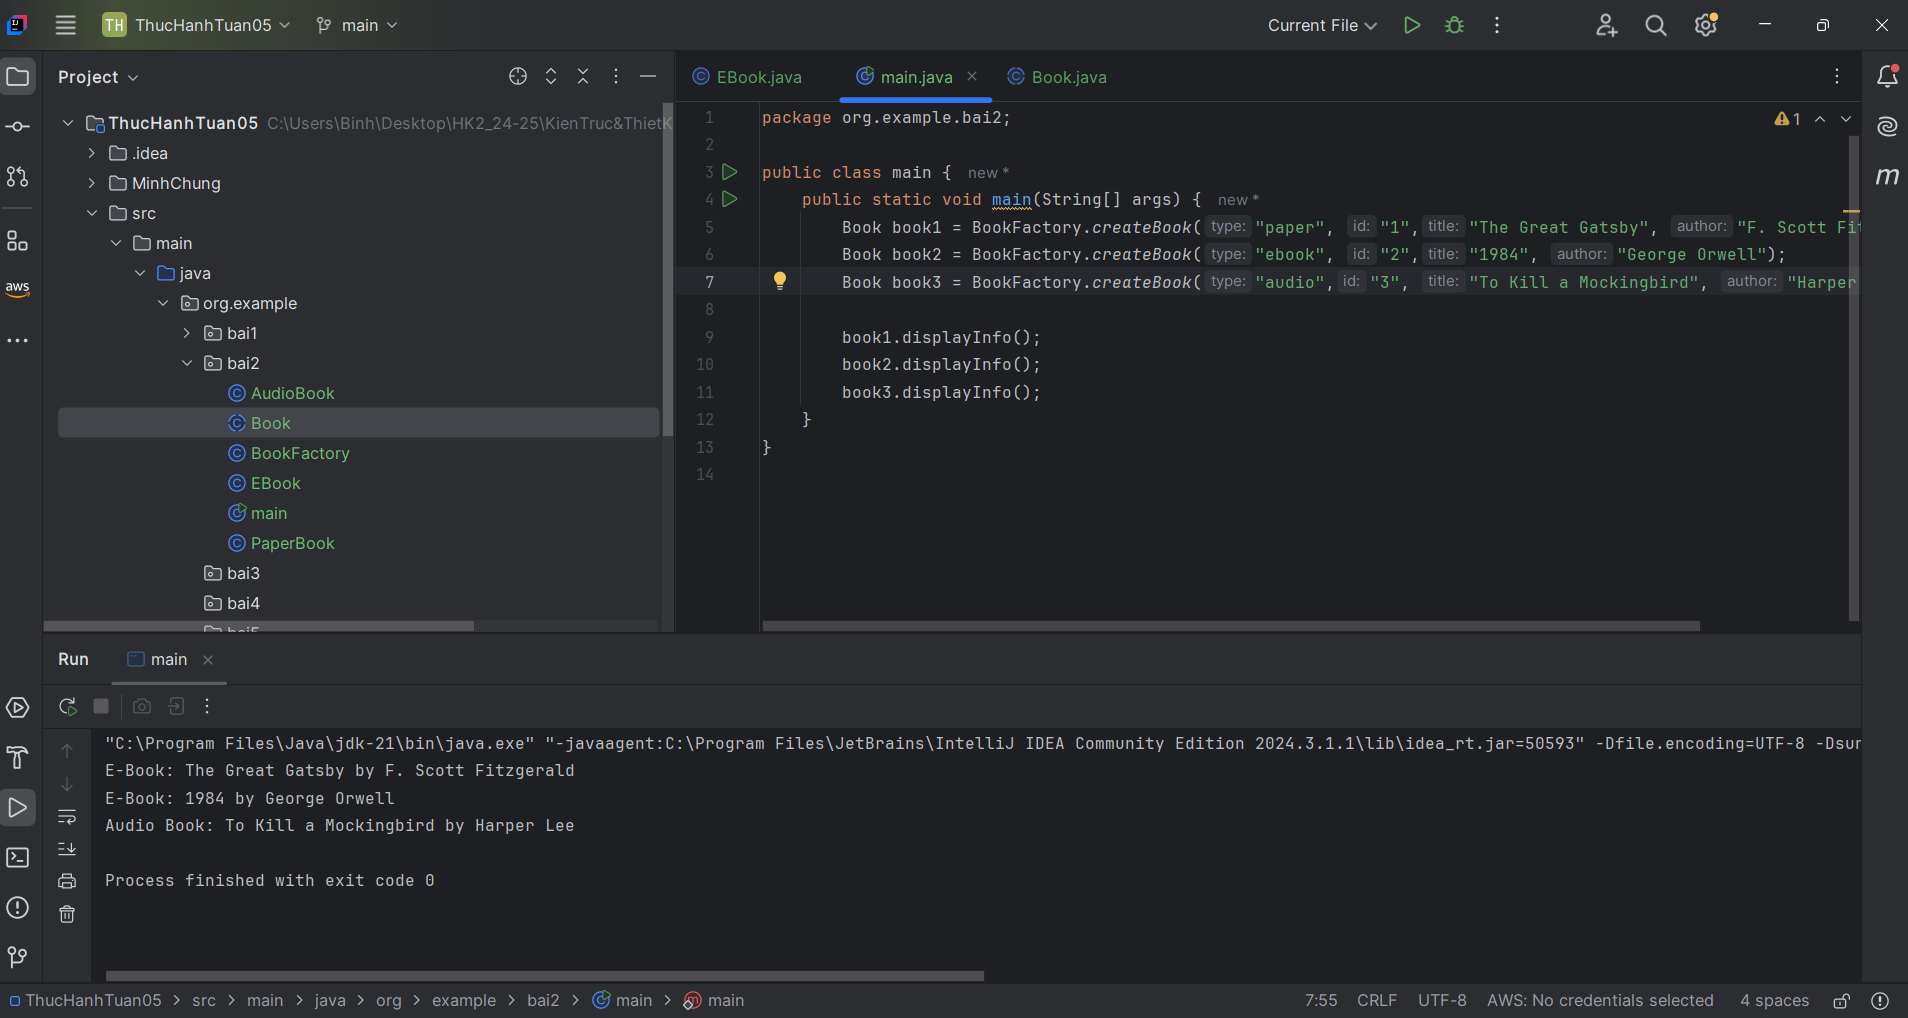 TH ThucHanhTuan05 main Current File
Project
EBook.java main.java Book.java
ThucHanhTuan05 C:\Users\Binh\Desktop\HK2_24-25\KienTruc&ThietK
.idea
MinhChung
src
main
java
org.example
bai1
bai2
AudioBook
Book
BookFactory
EBook
main
PaperBook
bai3
bai4
bai5
aws
1 package org.example.bai2;
1
2
3 public class main { new *
4 public static void main(String[] args) { new *
5 Book book1 = BookFactory.createBook( type: "paper", id: "1", title: "The Great Gatsby", author: "F. Scott Fit
6 Book book2 = BookFactory.createBook( type: "ebook", id: "2", title: "1984", author: "George Orwell");
7 Book book3 = BookFactory.createBook( type: "audio", id: "3", title: "To Kill a Mockingbird", author: "Harper
8
9 book1.displayInfo();
10 book2.displayInfo();
11 book3.displayInfo();
12 }
13 }
14
m
Run main
"C:\Program Files\Java\jdk-21\bin\java.exe" "-javaagent:C:\Program Files\JetBrains\IntelliJ IDEA Community Edition 2024.3.1.1\lib\idea_rt.jar=50593" -Dfile.encoding=UTF-8 -Dsun
E-Book: The Great Gatsby by F. Scott Fitzgerald
E-Book: 1984 by George Orwell
Audio Book: To Kill a Mockingbird by Harper Lee
Process finished with exit code 0
ThucHanhTuan05 > src > main > java > org > example > bai2 > main > main 7:55 CRLF UTF-8 AWS: No credentials selected 4 spaces